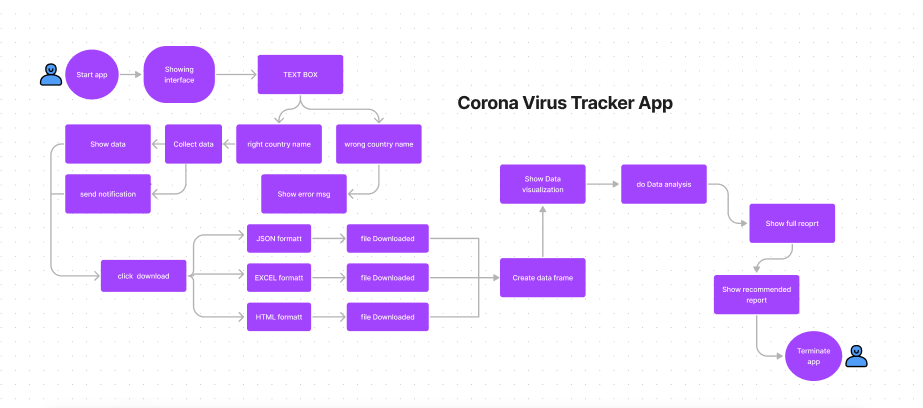 Start app
Showing
interface
TEXT BOX
Corona Virus Tracker App
Show data
Collect data
right country name
wrong country name
send notification
Show error msg
Show Data
visualization
do Data analysis
Show full reoprt
JSON formatt
file Downloaded
click download
EXCEL formatt
file Downloaded
Create data frame
HTML formatt
file Downloaded
Show recommended
report
Terminate
app